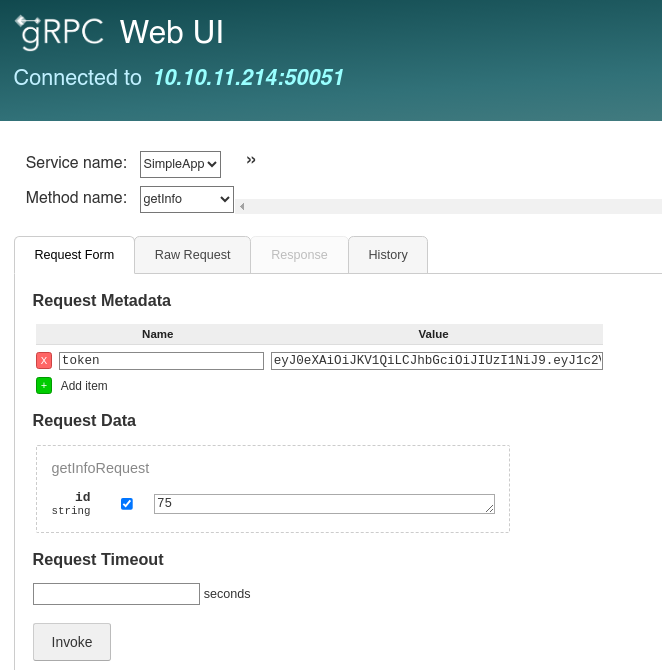 gRPC Web UI
Connected to 10.10.11.214:50051
Service name: SimpleApp »
Method name: getInfo
Request Form Raw Request Response History
Request Metadata
Name Value
X token eyJ0eXAiOiJKV1QiLCJhbGciOiJIUzI1NiJ9.eyJ1c2V
+ Add item
Request Data
getInfoRequest
id
string
75
Request Timeout
seconds
Invoke